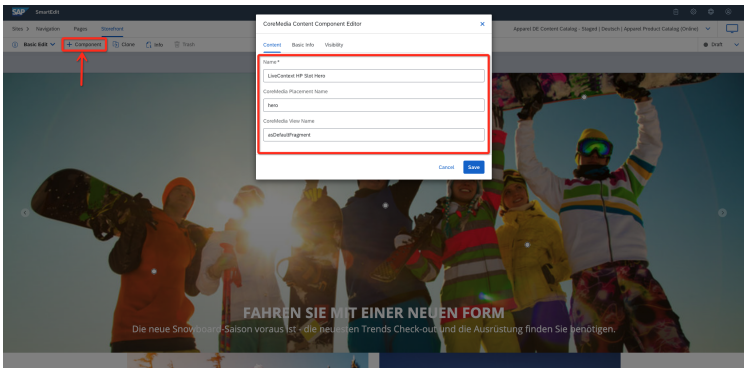 SAP SmartEdit
Sites > Navigation Pages Storefront
Apparel DE Content Catalog - Staged | Deutsch | Apparel Product Catalog (Online)
Basic Edit + Component Clone Info Trash
Draft
CoreMedia Content Component Editor
Content Basic Info Visibility
Name*
LiveContext HP Slot Hero
CoreMedia Placement Name
hero
CoreMedia View Name
asDefaultFragment
Cancel Save
FAHREN SIE MIT EINER NEUEN FORM
Die neue Snowboard-Saison voraus ist - die neuesten Trends Check-out und die Ausrüstung finden Sie benötigen.